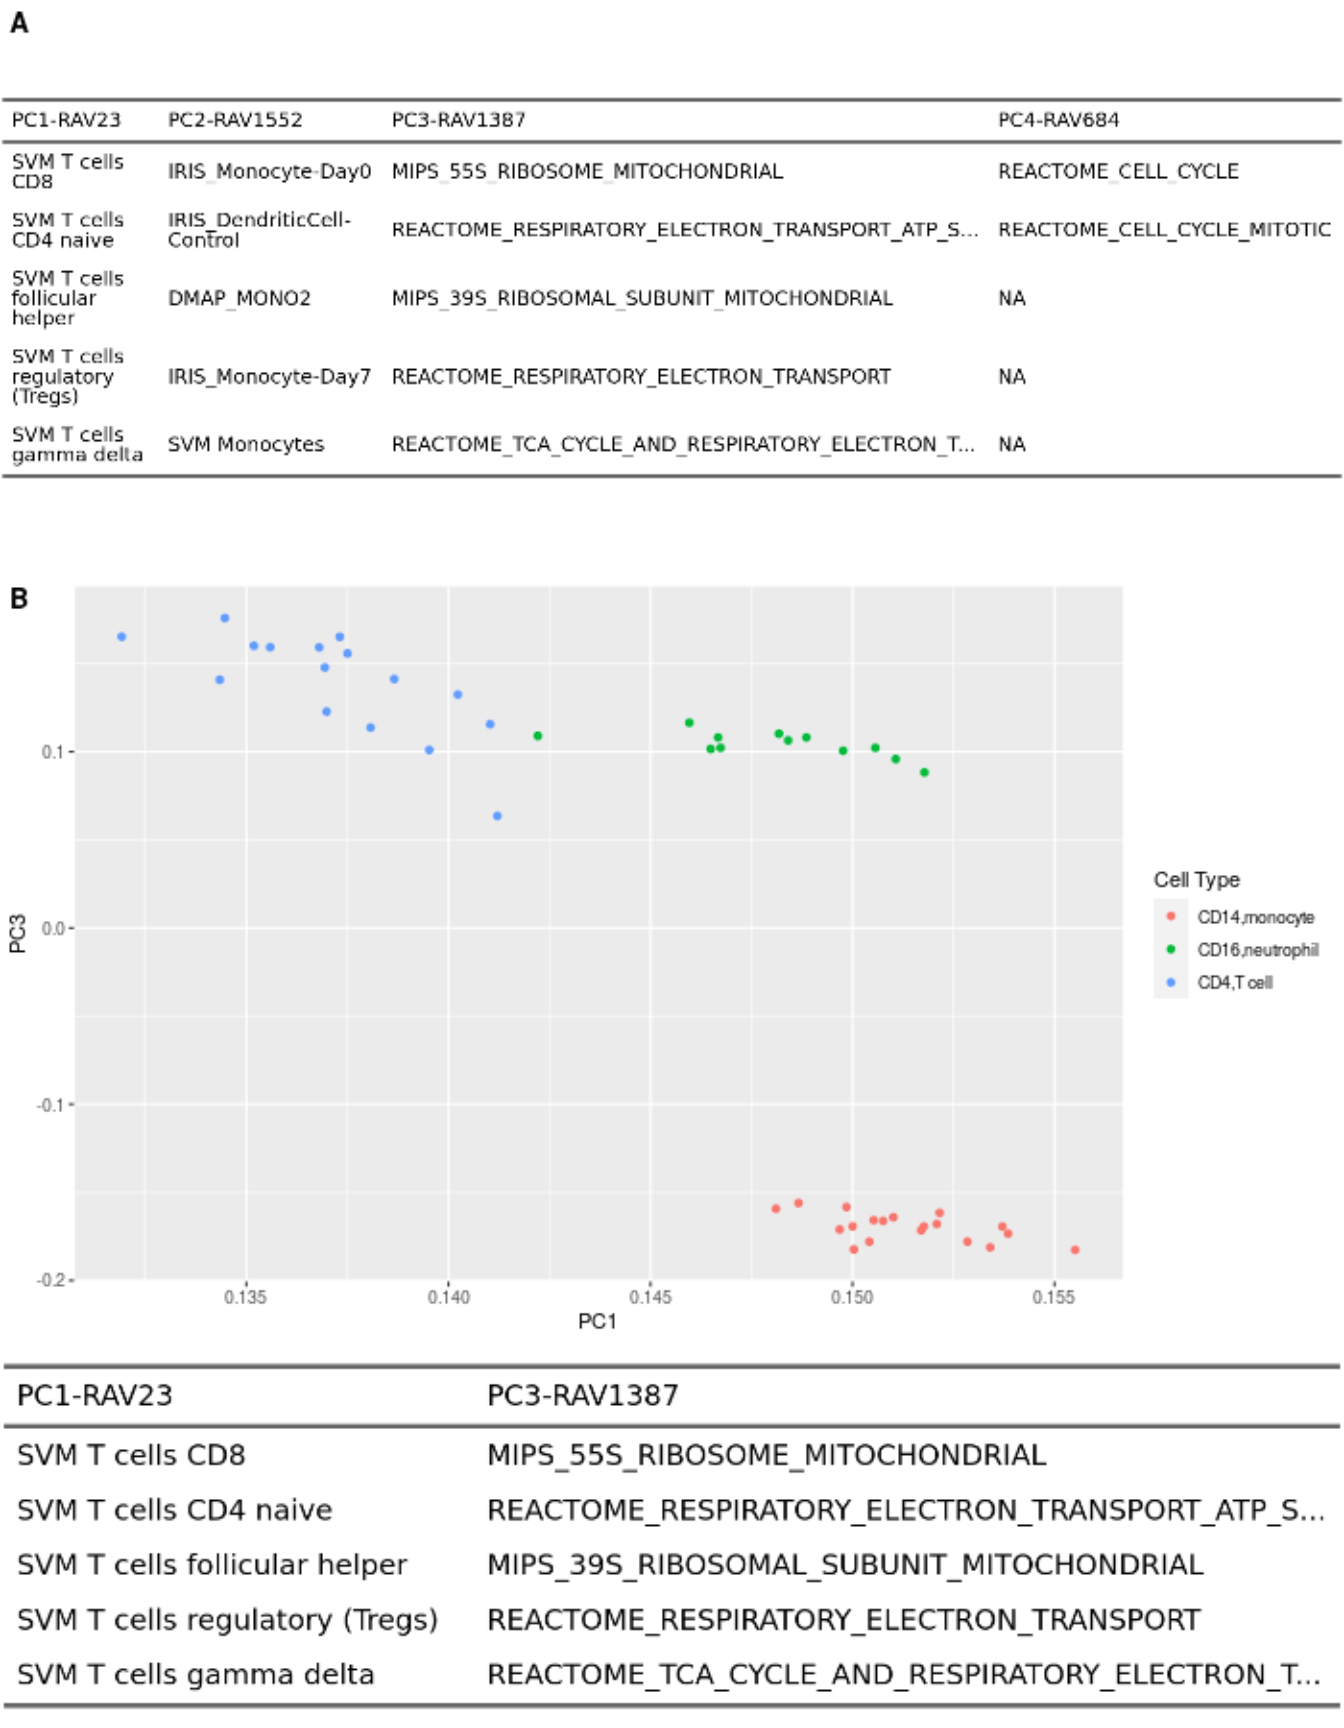 A
PC1-RAV23 PC2-RAV1552 PC3-RAV1387 PC4-RAV684
SVM T cells
CD8
IRIS_Monocyte-Day0
MIPS_55S_RIBOSOME_MITOCHONDRIAL
REACTOME_CELL_CYCLE
SVM T cells
CD4 naive
IRIS_DendriticCell-
Control
REACTOME_RESPIRATORY_ELECTRON_TRANSPORT_ATP_S...
REACTOME_CELL_CYCLE_MITOTIC
SVM T cells
follicular
helper
DMAP_MONO2
MIPS_39S_RIBOSOMAL_SUBUNIT_MITOCHONDRIAL
NA
SVM T cells
regulatory
(Tregs)
IRIS_Monocyte-Day7
REACTOME_RESPIRATORY_ELECTRON_TRANSPORT
NA
SVM T cells
gamma delta
SVM Monocytes
REACTOME_TCA_CYCLE_AND_RESPIRATORY_ELECTRON_T...
NA
B
PC3
0.1
0.0
-0.1
-0.2
0.135 0.140 0.145 0.150 0.155
PC1
Cell Type
CD14,monocyte
CD16,neutrophil
CD4,T cell
PC1-RAV23 PC3-RAV1387
SVM T cells CD8 MIPS_55S_RIBOSOME_MITOCHONDRIAL
SVM T cells CD4 naive REACTOME_RESPIRATORY_ELECTRON_TRANSPORT_ATP_S...
SVM T cells follicular helper MIPS_39S_RIBOSOMAL_SUBUNIT_MITOCHONDRIAL
SVM T cells regulatory (Tregs) REACTOME_RESPIRATORY_ELECTRON_TRANSPORT
SVM T cells gamma delta REACTOME_TCA_CYCLE_AND_RESPIRATORY_ELECTRON_T...